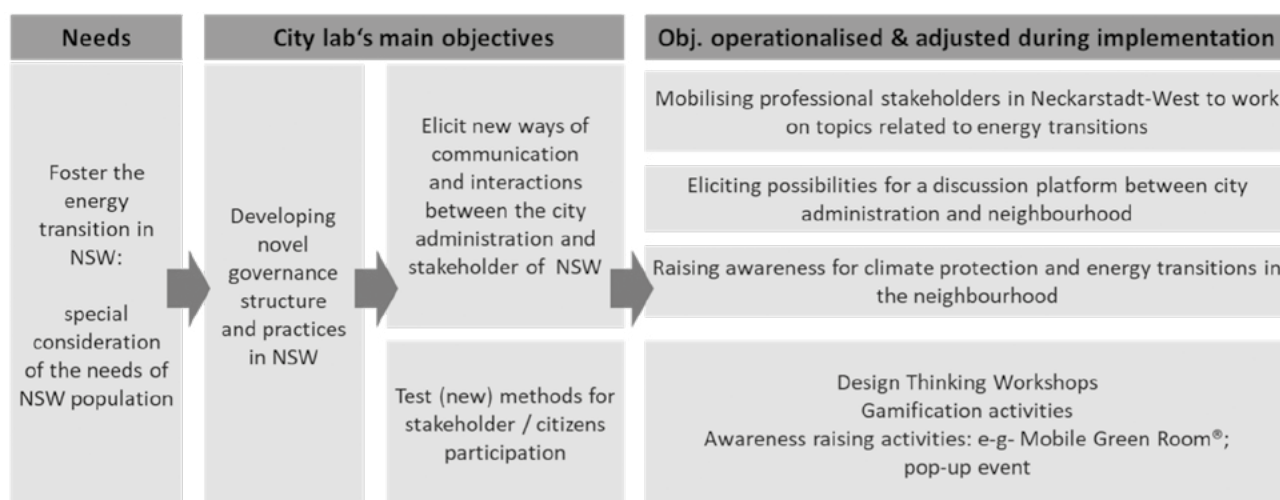 Needs
City lab's main objectives
Obj. operationalised & adjusted during implementation
Foster the
energy
transition in
NSW:
special
consideration
of the needs of
NSW population
Developing
novel
governance
structure
and practices
in NSW
Elicit new ways of
communication
and interactions
between the city
administration and
stakeholder of NSW
Test (new) methods for
stakeholder / citizens
participation
Mobilising professional stakeholders in Neckarstadt-West to work
on topics related to energy transitions
Eliciting possibilities for a discussion platform between city
administration and neighbourhood
Raising awareness for climate protection and energy transitions in
the neighbourhood
Design Thinking Workshops
Gamification activities
Awareness raising activities: e-g- Mobile Green Room®;
pop-up event